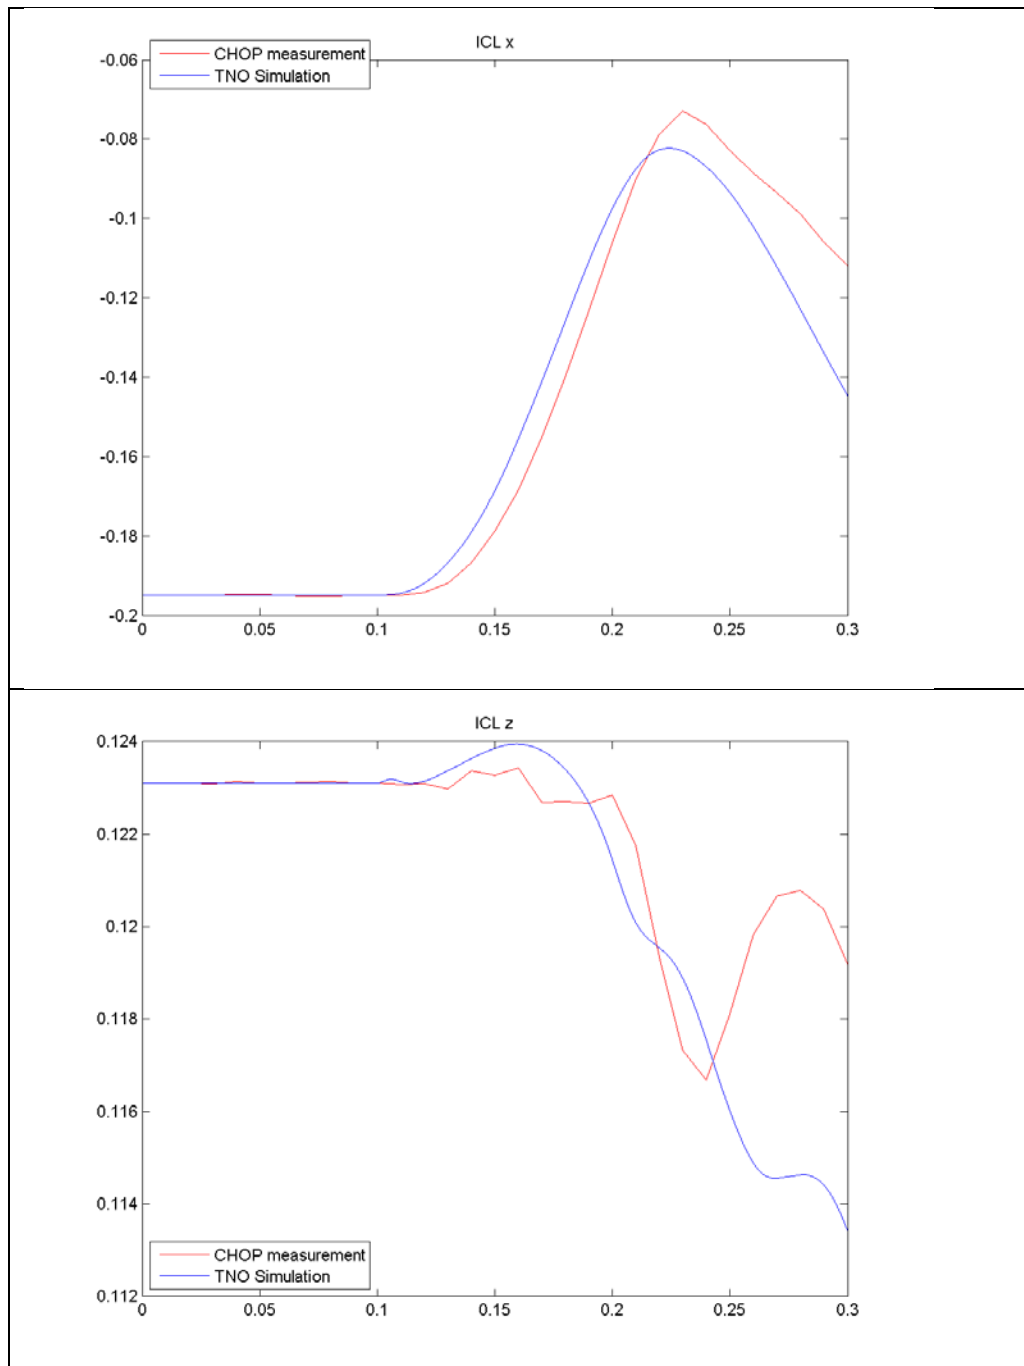 ICL x
CHOP measurement
TNO Simulation
-0.06
-0.08
-0.1
-0.12
-0.14
-0.16
-0.18
-0.2
0 0.05 0.1 0.15 0.2 0.25 0.3
ICL z
0.124
0.122
0.12
0.118
0.116
0.114
0.112
CHOP measurement
TNO Simulation
0 0.05 0.1 0.15 0.2 0.25 0.3